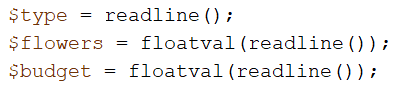 $type = readline();
$flowers = floatval(readline());
$budget = floatval(readline());